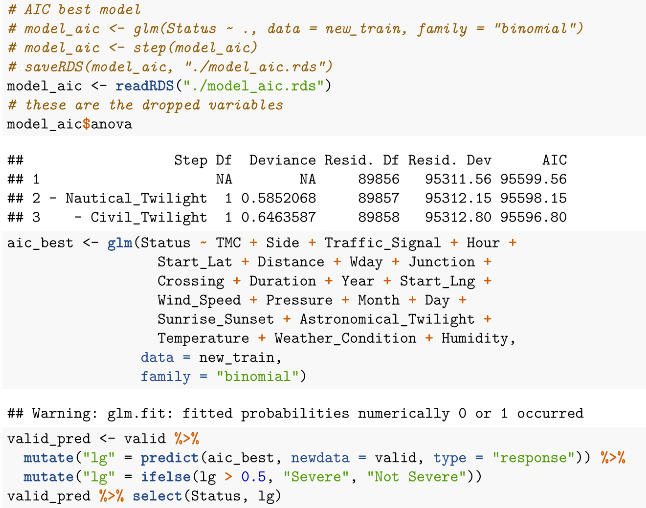 # AIC best model
# model_aic <- glm(Status ~ ., data = new_train, family = "binomial")
# model_aic <- step(model_aic)
# saveRDS(model_aic, "./model_aic.rds")
model_aic <- readRDS("./model_aic.rds")
# these are the dropped variables
model_aic$anova
##                    Step Df  Deviance Resid. Df Resid. Dev      AIC
## 1                       NA        NA     89856   95311.56 95599.56
## 2 - Nautical_Twilight  1 0.5852068     89857   95312.15 95598.15
## 3    - Civil_Twilight  1 0.6463587     89858   95312.80 95596.80
aic_best <- glm(Status ~ TMC + Side + Traffic_Signal + Hour +
                  Start_Lat + Distance + Wday + Junction +
                  Crossing + Duration + Year + Start_Lng +
                  Wind_Speed + Pressure + Month + Day +
                  Sunrise_Sunset + Astronomical_Twilight +
                  Temperature + Weather_Condition + Humidity,
                data = new_train,
                family = "binomial")
## Warning: glm.fit: fitted probabilities numerically 0 or 1 occurred
valid_pred <- valid %>%
  mutate("lg" = predict(aic_best, newdata = valid, type = "response")) %>%
  mutate("lg" = ifelse(lg > 0.5, "Severe", "Not Severe"))
valid_pred %>% select(Status, lg)